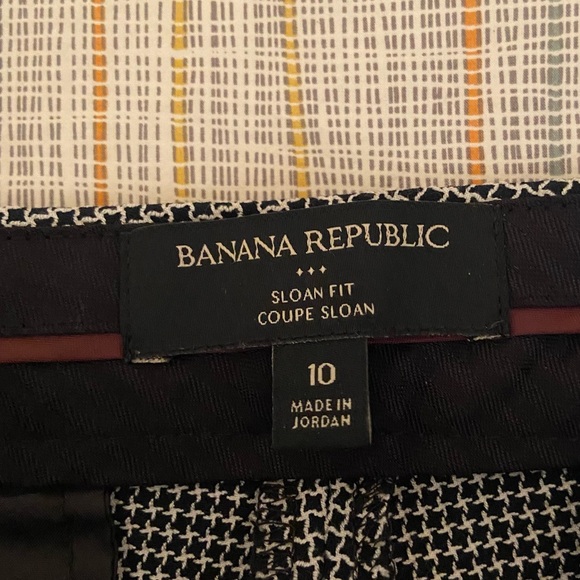 BANANA REPUBLIC
SLOAN FIT
COUPE SLOAN
10
MADE IN
JORDAN